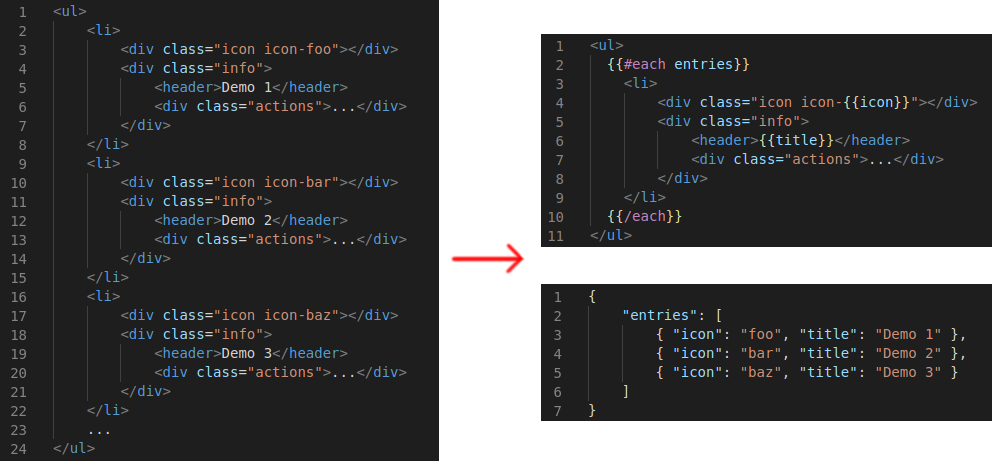 1 <ul>
2     <li>
3         <div class="icon icon-foo"></div>
4         <div class="info">
5             <header>Demo 1</header>
6             <div class="actions">...</div>
7         </div>
8     </li>
9     <li>
10         <div class="icon icon-bar"></div>
11         <div class="info">
12             <header>Demo 2</header>
13             <div class="actions">...</div>
14         </div>
15     </li>
16     <li>
17         <div class="icon icon-baz"></div>
18         <div class="info">
19             <header>Demo 3</header>
20             <div class="actions">...</div>
21         </div>
22     </li>
23     ...
24 </ul>
1 <ul>
2   {{#each entries}}
3     <li>
4         <div class="icon icon-{{icon}}"></div>
5         <div class="info">
6             <header>{{title}}</header>
7             <div class="actions">...</div>
8         </div>
9     </li>
10   {{/each}}
11 </ul>
1 {
2     "entries": [
3         { "icon": "foo", "title": "Demo 1" },
4         { "icon": "bar", "title": "Demo 2" },
5         { "icon": "baz", "title": "Demo 3" }
6     ]
7 }